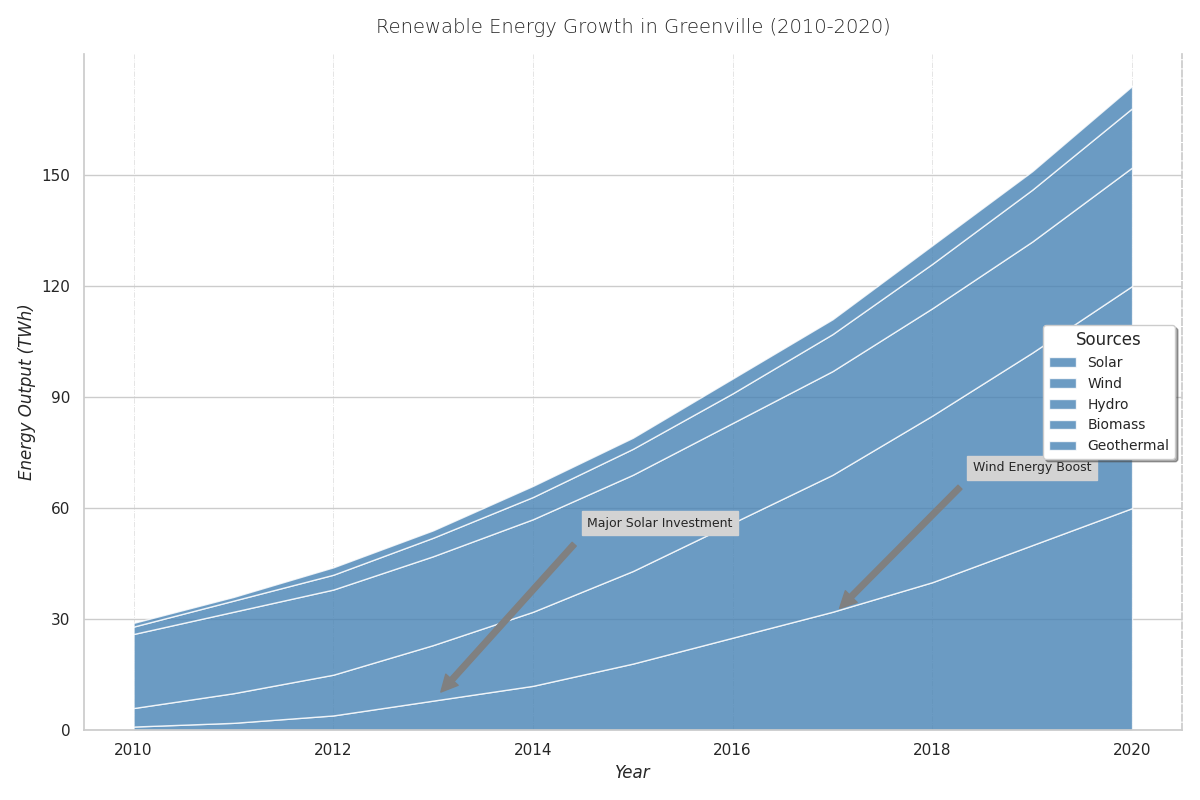 Renewable Energy Growth in Greenville (2010-2020)
Energy Output (TWh)
150
120
90
60
30
0
2010
2012
2014
2016
2018
2020
Year
Major Solar Investment
Wind Energy Boost
Sources
Solar
Wind
Hydro
Biomass
Geothermal